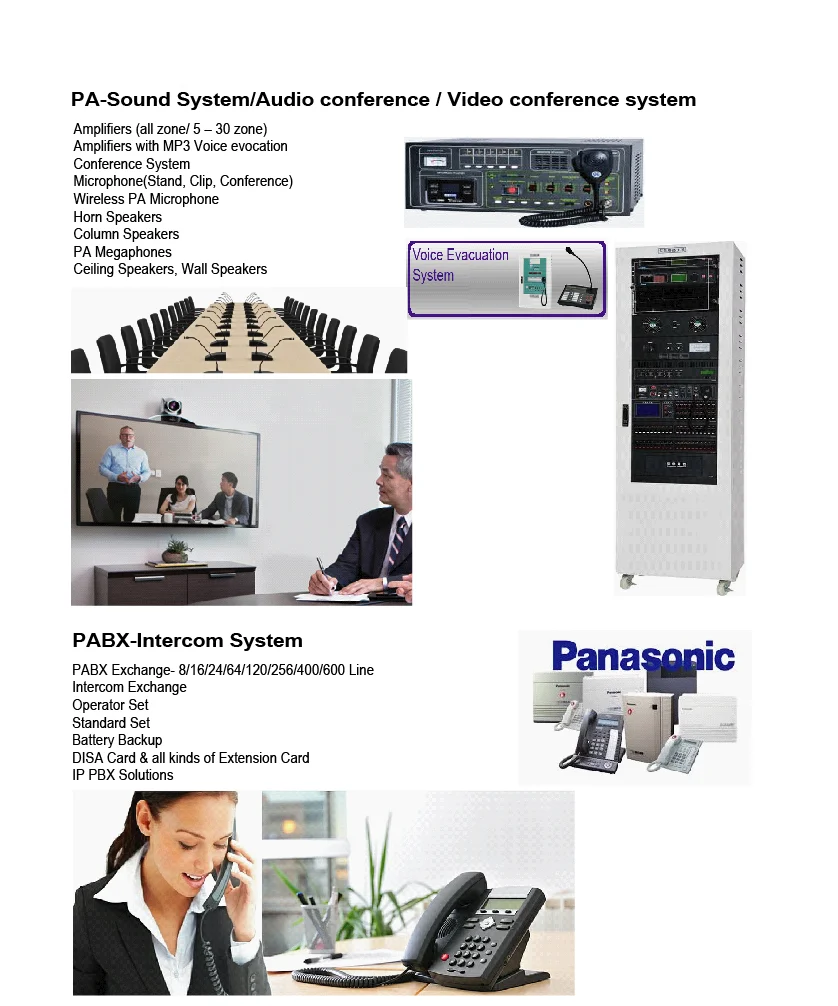 PA-Sound System/Audio conference / Video conference system
Amplifiers (all zone/ 5 – 30 zone)
Amplifiers with MP3 Voice evocation
Conference System
Microphone(Stand, Clip, Conference)
Wireless PA Microphone
Horn Speakers
Column Speakers
PA Megaphones
Ceiling Speakers, Wall Speakers
Voice Evacuation
System
PABX-Intercom System
PABX Exchange- 8/16/24/64/120/256/400/600 Line
Intercom Exchange
Operator Set
Standard Set
Battery Backup
DISA Card & all kinds of Extension Card
IP PBX Solutions
Panasonic